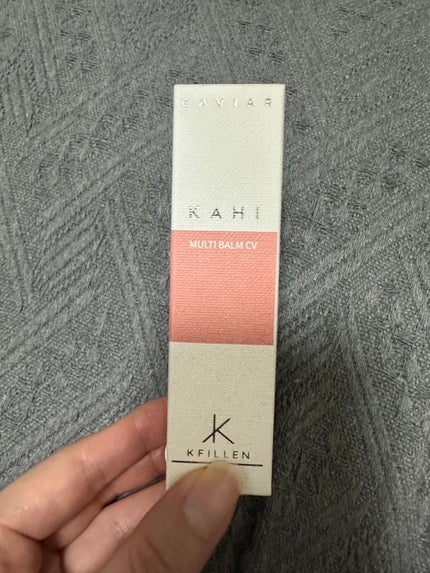 CAVIAR
KAHI
MULTI BALM CV
K
KFILLEN